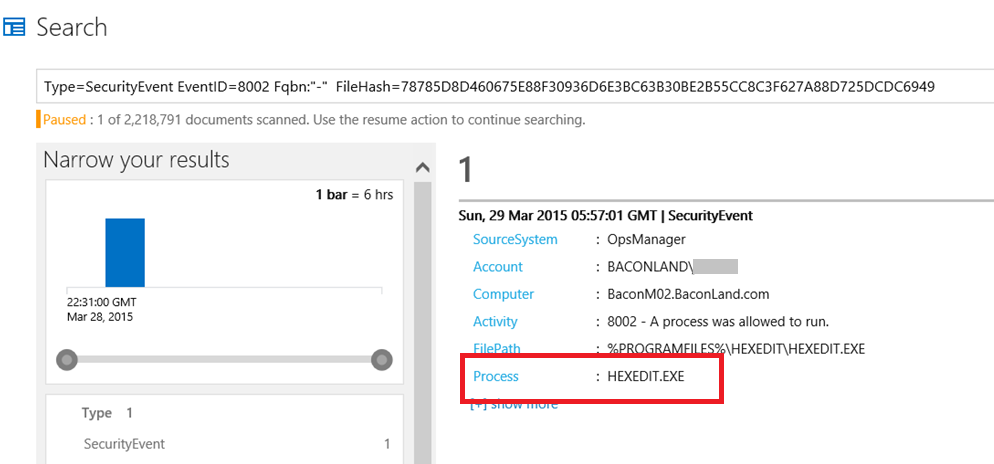 Search
Type=SecurityEvent EventID=8002 Fqbn:"-" FileHash=78785D8D460675E88F30936D6E3BC63B30BE2B55CC8C3F627A88D725DCDC6949
Paused : 1 of 2,218,791 documents scanned. Use the resume action to continue searching.
Narrow your results
1 bar = 6 hrs
22:31:00 GMT
Mar 28, 2015
Type 1
SecurityEvent 1
1
Sun, 29 Mar 2015 05:57:01 GMT | SecurityEvent
SourceSystem : OpsManager
Account : BACONLAND\
Computer : BaconM02.BaconLand.com
Activity : 8002 - A process was allowed to run.
FilePath : %PROGRAMFILES%\HEXEDIT\HEXEDIT.EXE
Process : HEXEDIT.EXE
[+] show more